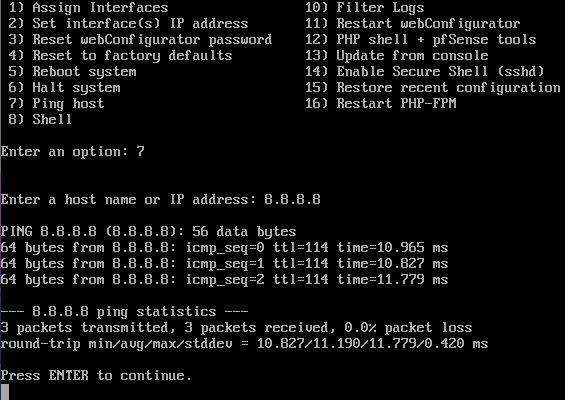 1) Assign Interfaces                  10) Filter Logs
2) Set interface(s) IP address        11) Restart webConfigurator
3) Reset webConfigurator password     12) PHP shell + pfSense tools
4) Reset to factory defaults          13) Update from console
5) Reboot system                      14) Enable Secure Shell (sshd)
6) Halt system                        15) Restore recent configuration
7) Ping host                          16) Restart PHP-FPM
8) Shell
Enter an option: 7
Enter a host name or IP address: 8.8.8.8
PING 8.8.8.8 (8.8.8.8): 56 data bytes
64 bytes from 8.8.8.8: icmp_seq=0 ttl=114 time=10.965 ms
64 bytes from 8.8.8.8: icmp_seq=1 ttl=114 time=10.827 ms
64 bytes from 8.8.8.8: icmp_seq=2 ttl=114 time=11.779 ms
--- 8.8.8.8 ping statistics ---
3 packets transmitted, 3 packets received, 0.0% packet loss
round-trip min/avg/max/stddev = 10.827/11.190/11.779/0.420 ms
Press ENTER to continue.